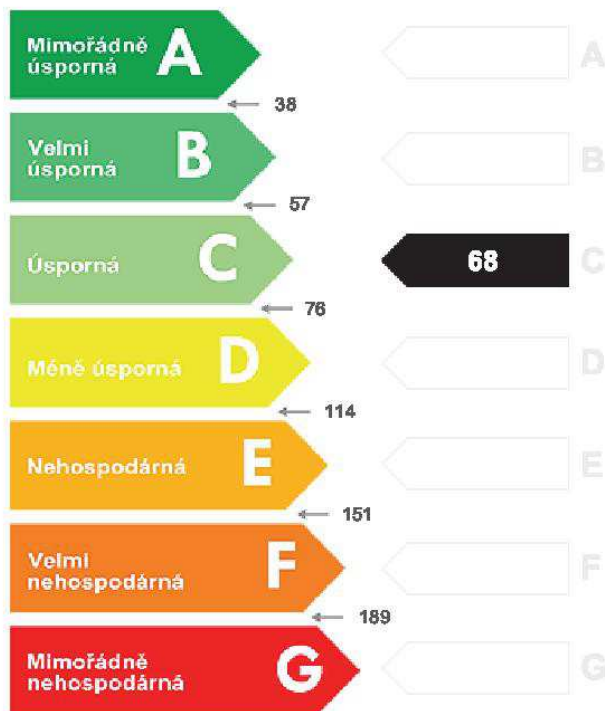 Mimořádně
úsporná
A
A
38
Velmi
úsporná
B
B
57
Úsporná
C
68
C
76
Méně úsporná
D
D
114
Nehospodárná
E
E
151
Velmi
nehospodárná
F
F
189
Mimořádně
nehospodárná
G
G